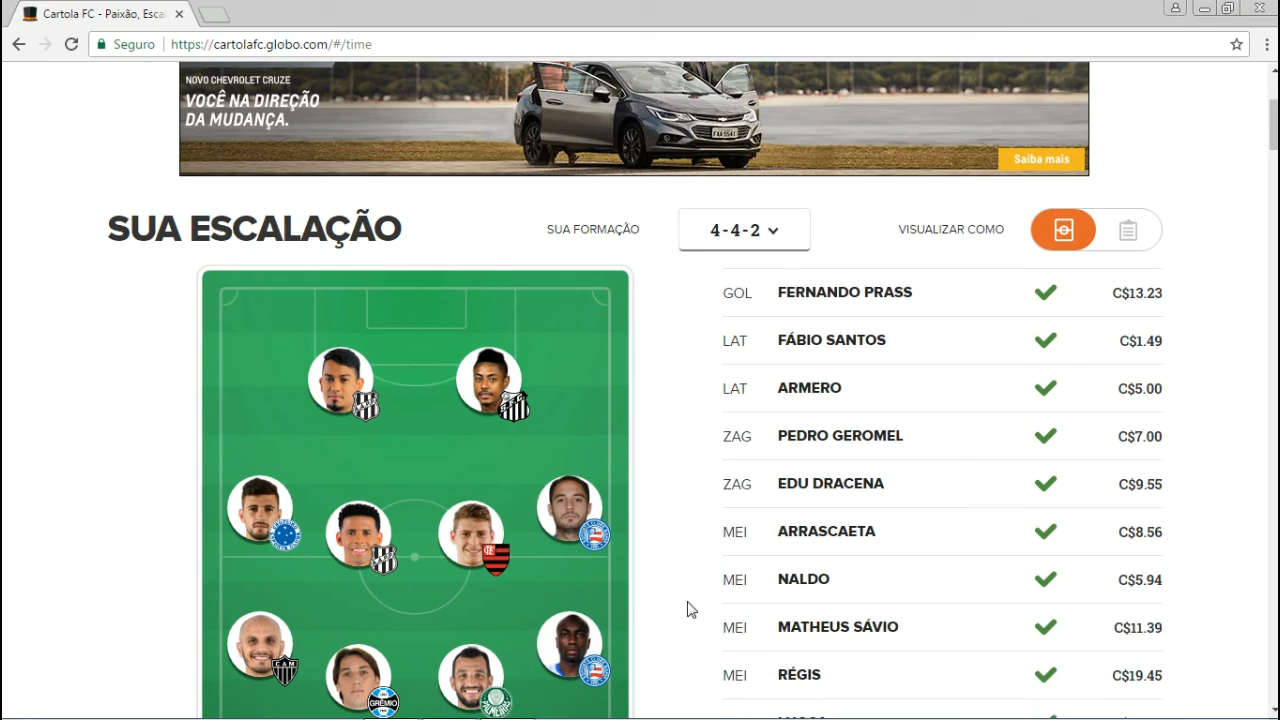 Cartola FC - Paixão, Esca
Seguro
https://cartolafc.globo.com/#/time
NOVO CHEVROLET CRUZE
VOCÊ NA DIREÇÃO
DA MUDANÇA.
Saiba mais
SUA ESCALAÇÃO
SUA FORMAÇÃO
4-4-2
VISUALIZAR COMO
GOL FERNANDO PRASS C$13.23
LAT FÁBIO SANTOS C$1.49
LAT ARMERO C$5.00
ZAG PEDRO GEROMEL C$7.00
ZAG EDU DRACENA C$9.55
MEI ARRASCAETA C$8.56
MEI NALDO C$5.94
MEI MATHEUS SÁVIO C$11.39
MEI RÉGIS C$19.45
CAM
GRÊMIO
PALMEIRAS